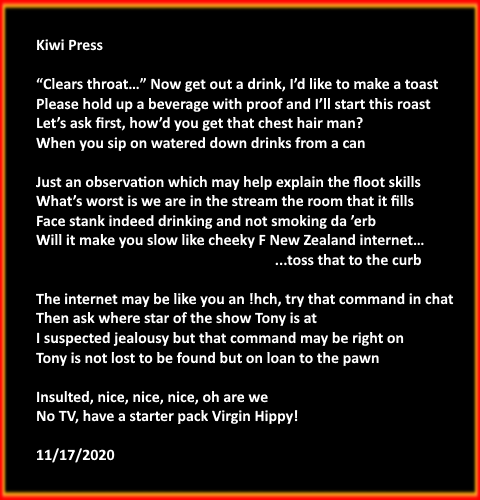 Kiwi Press
“Clears throat…” Now get out a drink, I’d like to make a toast
Please hold up a beverage with proof and I’ll start this roast
Let’s ask first, how’d you get that chest hair man?
When you sip on watered down drinks from a can
Just an observation which may help explain the floot skills
What’s worst is we are in the stream the room that it fills
Face stank indeed drinking and not smoking da ’erb
Will it make you slow like cheeky F New Zealand internet…
...toss that to the curb
The internet may be like you an !hch, try that command in chat
Then ask where star of the show Tony is at
I suspected jealousy but that command may be right on
Tony is not lost to be found but on loan to the pawn
Insulted, nice, nice, nice, oh are we
No TV, have a starter pack Virgin Hippy!
11/17/2020